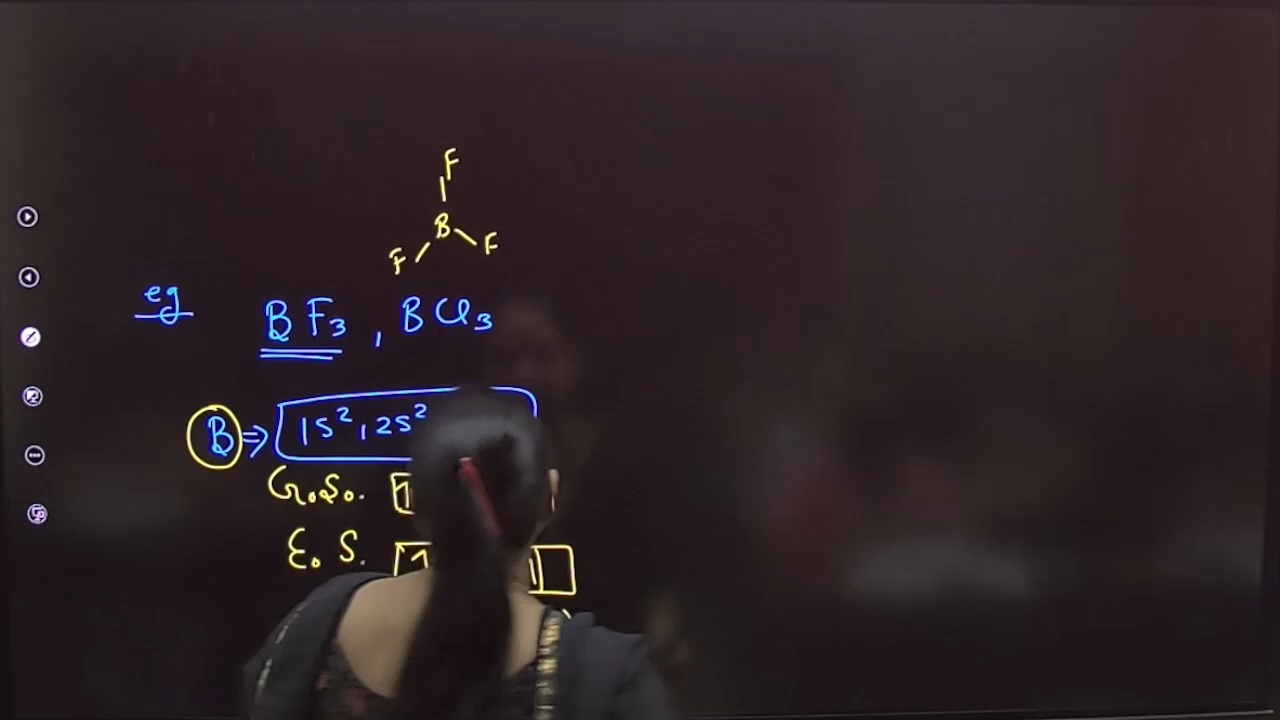 F
B
F F
eg BF₃, BCl₃
B ⇒ 1S², 2S²
G.S.
E. S.